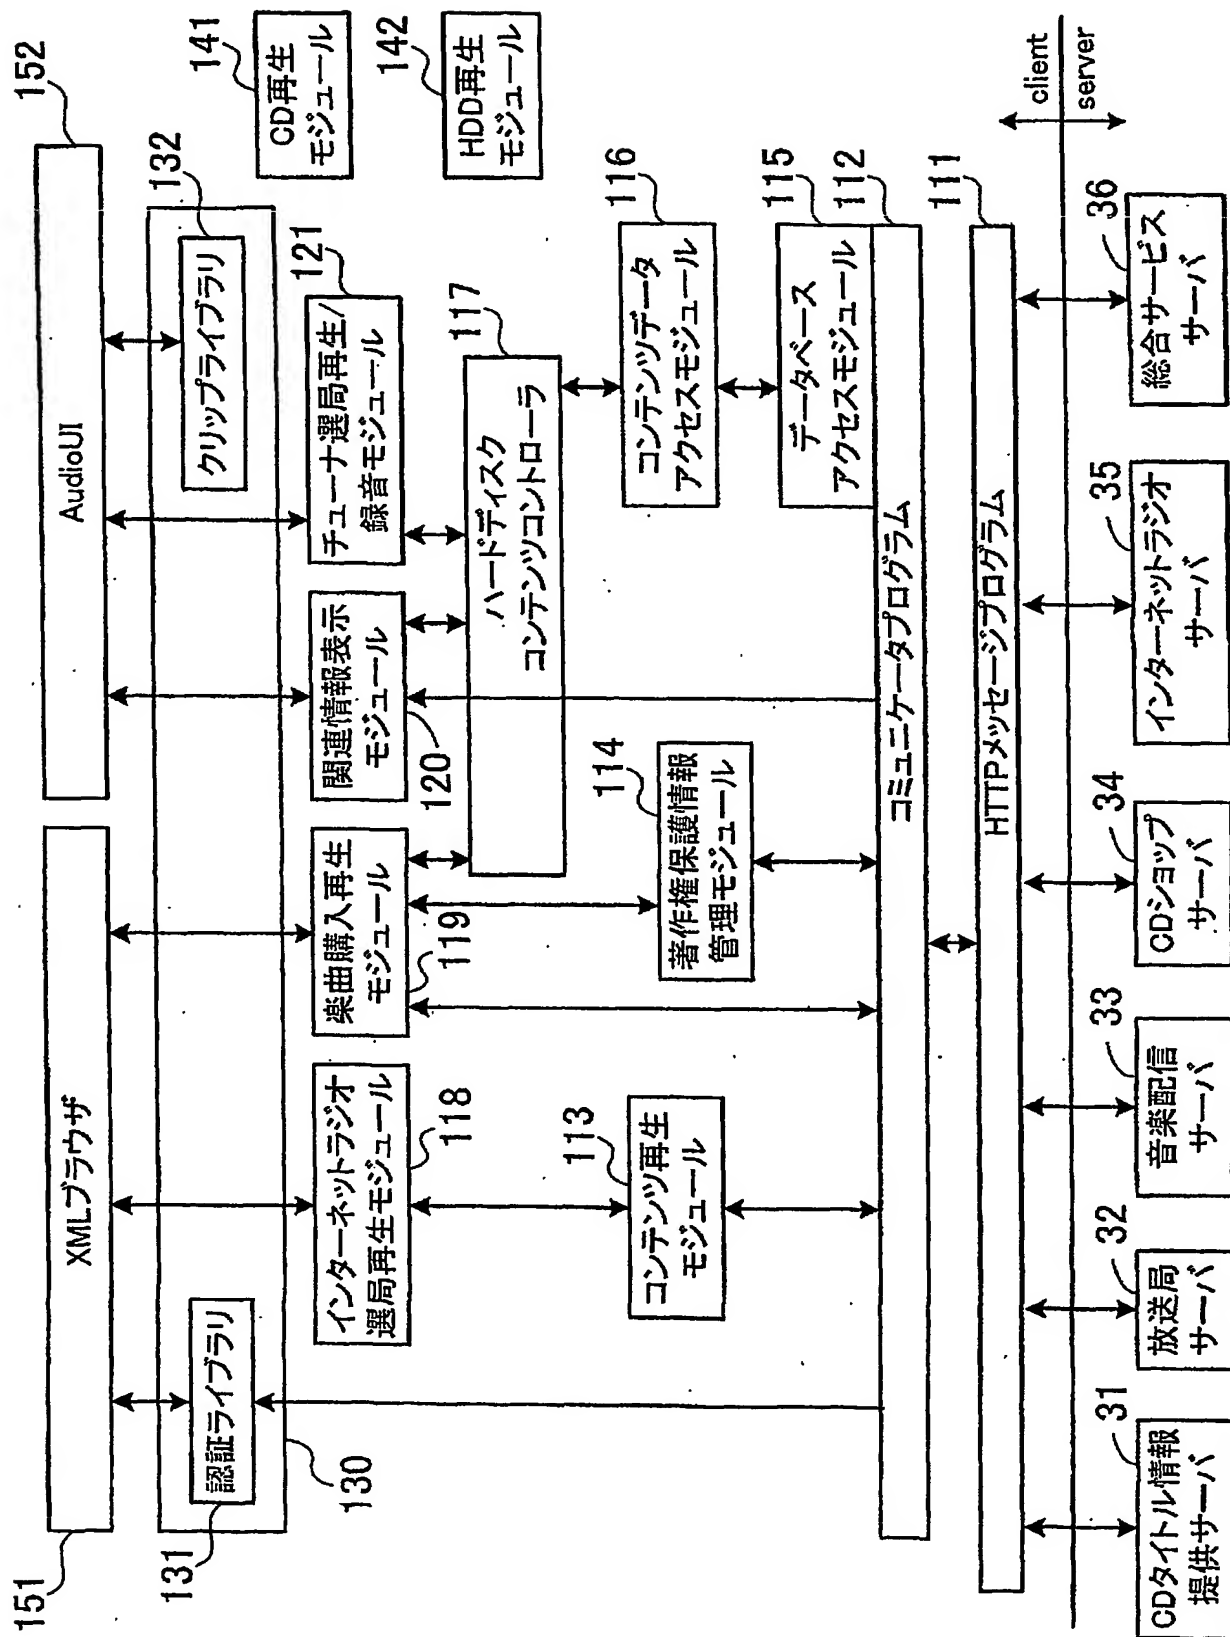 151
XMLブラウザ
AudioUI
152
131
認証ライブラリ
130
クリップライブラリ
132
141
CD再生
モジュール
142
HDD再生
モジュール
インターネットラジオ
選局再生モジュール
118
楽曲購入再生
モジュール
119
関連情報表示
モジュール
120
チューナ選局再生/
録音モジュール
121
ハードディスク
コンテンツコントローラ
117
113
コンテンツ再生
モジュール
114
著作権保護情報
管理モジュール
コンテンツデータ
アクセスモジュール
116
データベース
アクセスモジュール
115
コミュニケータプログラム
112
HTTPメッセージプログラム
111
client
server
CDタイトル情報
提供サーバ
31
放送局
サーバ
32
音楽配信
サーバ
33
CDショップ
サーバ
34
インターネットラジオ
サーバ
35
総合サービス
サーバ
36